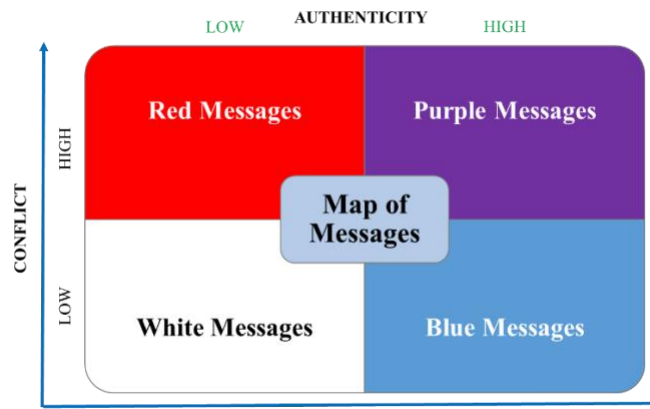 AUTHENTICITY
LOW
HIGH
CONFLICT
HIGH
LOW
Red Messages
Purple Messages
Map of
Messages
White Messages
Blue Messages